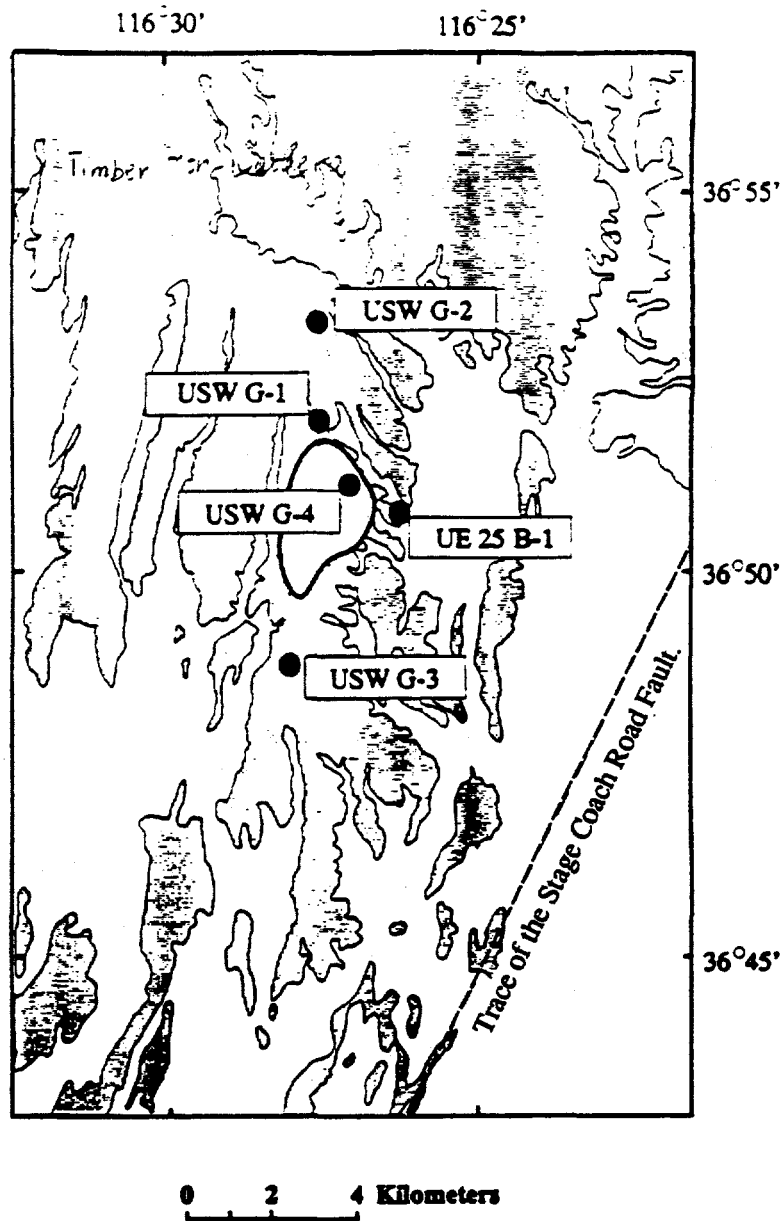 116°30' 116°25'
Timber
36°55'
USW G-2
USW G-1
USW G-4
UE 25 B-1
36°50'
USW G-3
Trace of the Stage Coach Road Fault.
36°45'
0 2 4 Kilometers